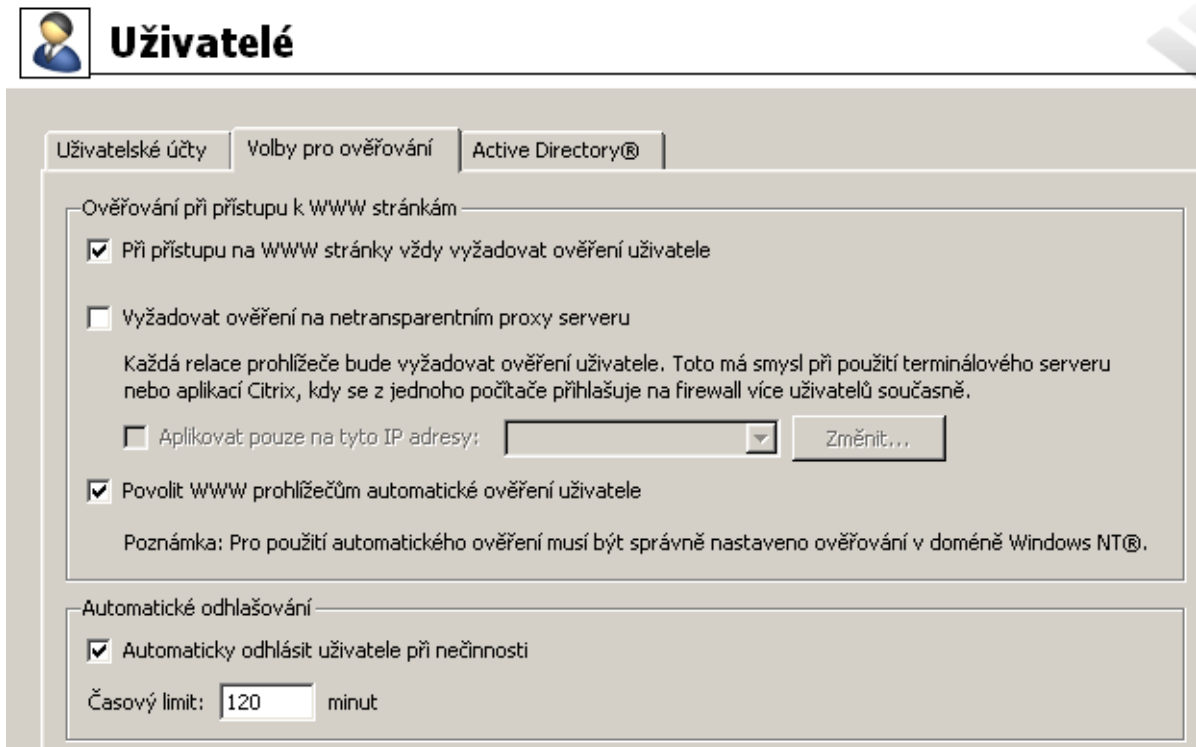 Uživatelé
Uživatelské účty
Volby pro ověřování
Active Directory®
Ověřování při přístupu k WWW stránkám
Při přístupu na WWW stránky vždy vyžadovat ověření uživatele
Vyžadovat ověření na netransparentním proxy serveru
Každá relace prohlížeče bude vyžadovat ověření uživatele. Toto má smysl při použití terminálového serveru
nebo aplikací Citrix, kdy se z jednoho počítače přihlašuje na firewall více uživatelů současně.
Aplikovat pouze na tyto IP adresy:
Změnit...
Povolit WWW prohlížečům automatické ověření uživatele
Poznámka: Pro použití automatického ověření musí být správně nastaveno ověřování v doméně Windows NT®.
Automatické odhlašování
Automaticky odhlásit uživatele při nečinnosti
Časový limit: 120 minut